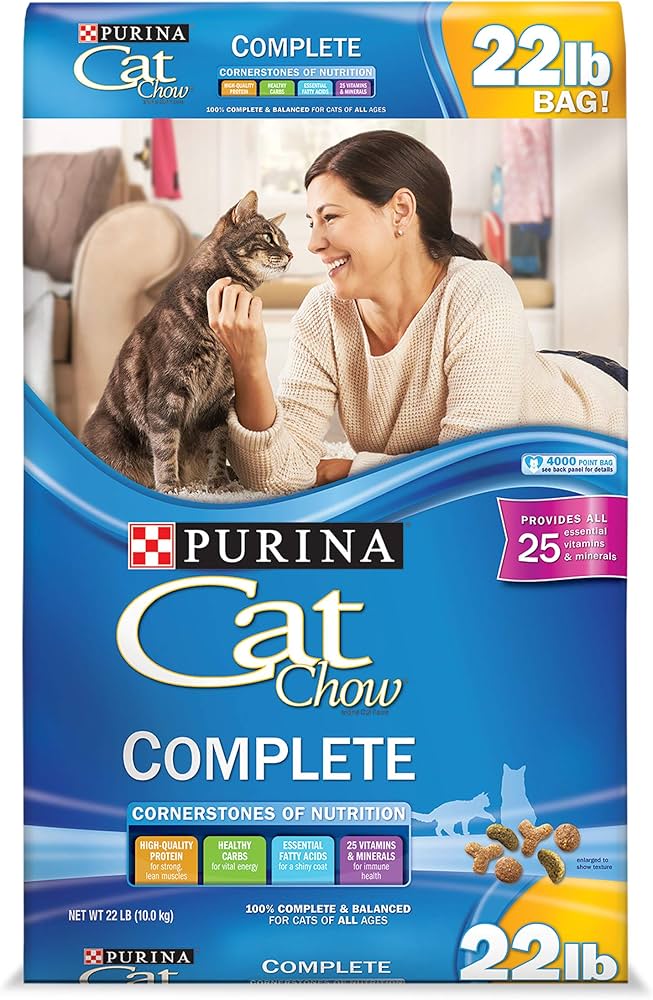 PURINA
Cat
Chow
COMPLETE
CORNERSTONES OF NUTRITION
HIGH-QUALITY
PROTEIN
HEALTHY
CARBS
ESSENTIAL
FATTY ACIDS
25 VITAMINS
& MINERALS
100% COMPLETE & BALANCED FOR CATS OF ALL AGES
22lb
BAG!
4000 POINT BAG
see back panel for details
PROVIDES ALL
25 essential
vitamins
& minerals
PURINA
Cat
Chow
COMPLETE
CORNERSTONES OF NUTRITION
HIGH-QUALITY
PROTEIN
for strong,
lean muscles
HEALTHY
CARBS
for vital energy
ESSENTIAL
FATTY ACIDS
for a shiny coat
25 VITAMINS
& MINERALS
for immune
health
enlarged to
show texture
NET WT 22 LB (10.0 kg)
100% COMPLETE & BALANCED
FOR CATS OF ALL AGES
PURINA
Cat
COMPLETE
22lb